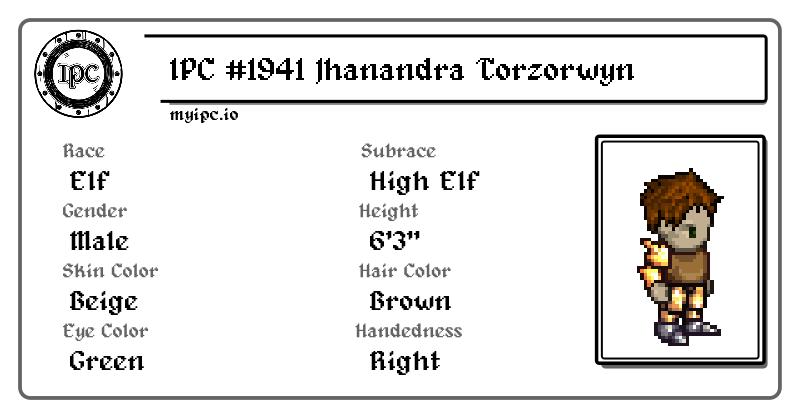 IPC
IPC #1941 Jhanandra Torzorwyn
myipc.io
Race
Elf
Subrace
High Elf
Gender
Male
Height
6'3"
Skin Color
Beige
Hair Color
Brown
Eye Color
Green
Handedness
Right